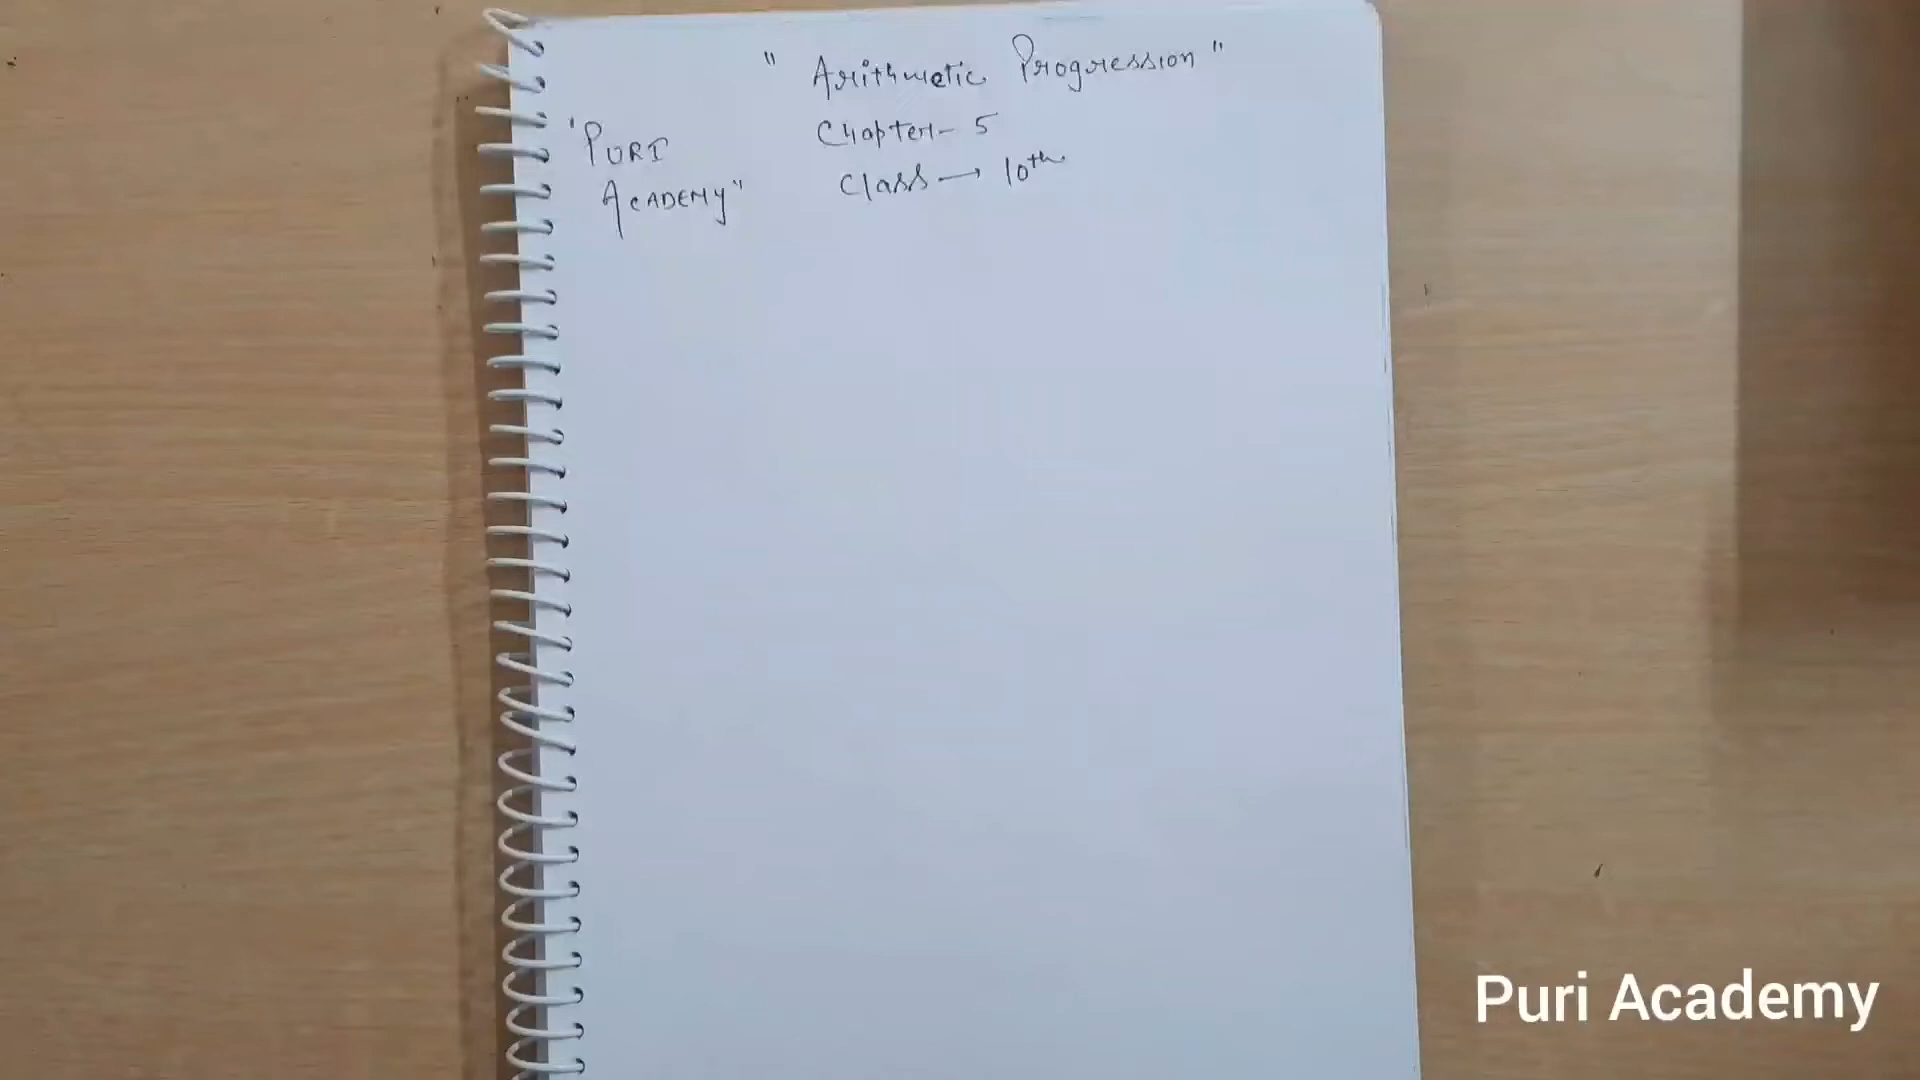 " Arithmetic Progression "
Chapter- 5
Class → 10th
"PURI
ACADEMY"
Puri Academy